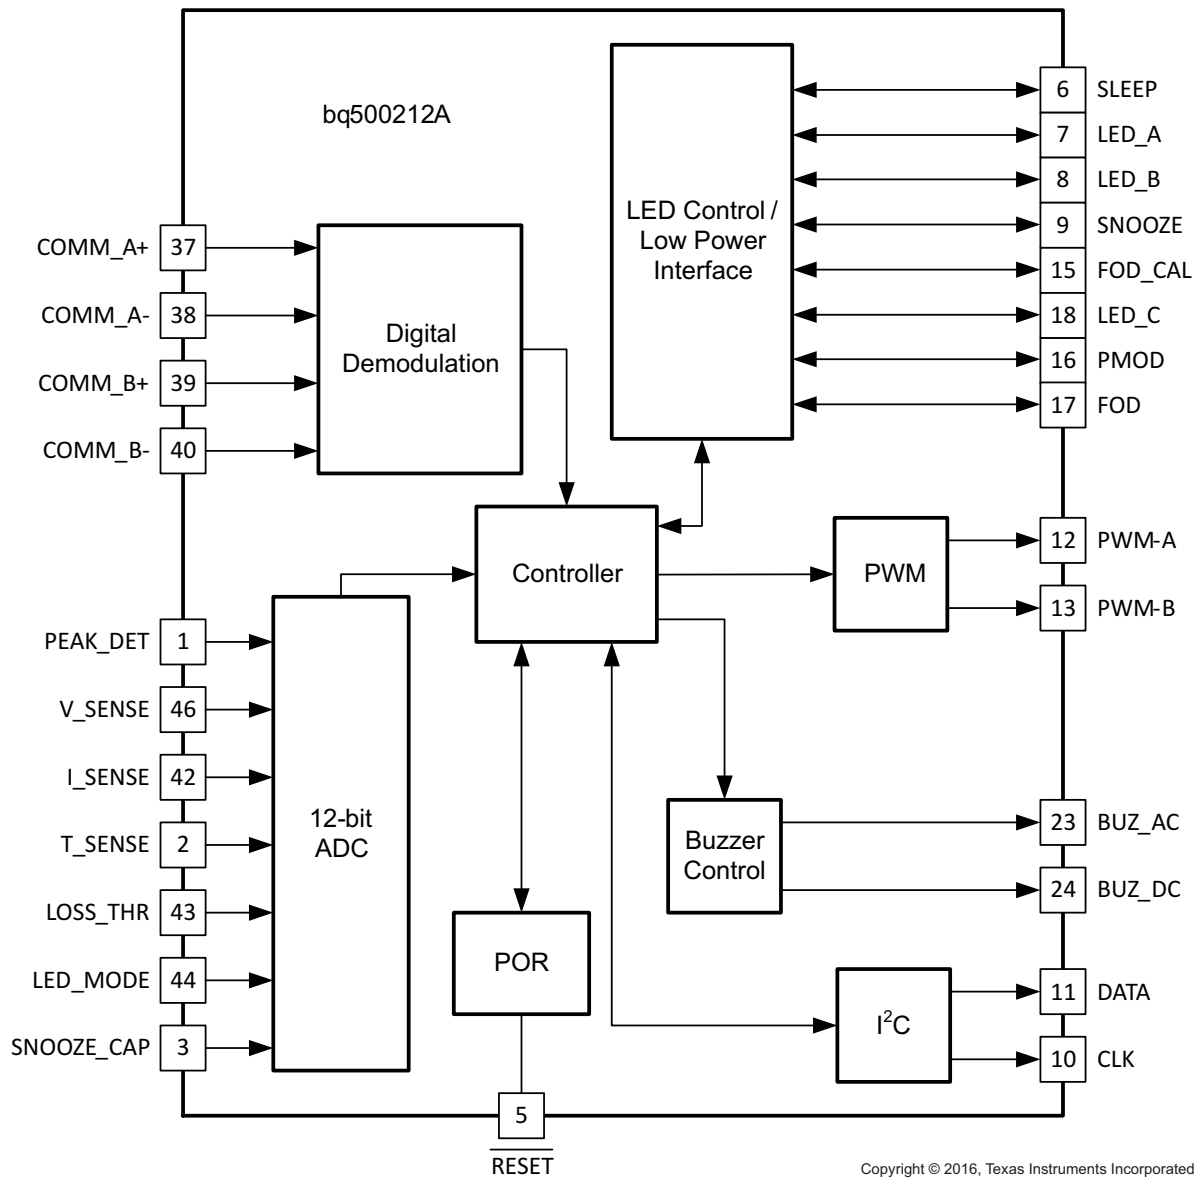 bq500212A
COMM_A+ 37
COMM_A- 38
COMM_B+ 39
COMM_B- 40
Digital
Demodulation
LED Control /
Low Power
Interface
6 SLEEP
7 LED_A
8 LED_B
9 SNOOZE
15 FOD_CAL
18 LED_C
16 PMOD
17 FOD
Controller
PWM
12 PWM-A
13 PWM-B
PEAK_DET 1
V_SENSE 46
I_SENSE 42
T_SENSE 2
LOSS_THR 43
LED_MODE 44
SNOOZE_CAP 3
12-bit
ADC
Buzzer
Control
23 BUZ_AC
24 BUZ_DC
POR
I²C
11 DATA
10 CLK
5
RESET
Copyright © 2016, Texas Instruments Incorporated